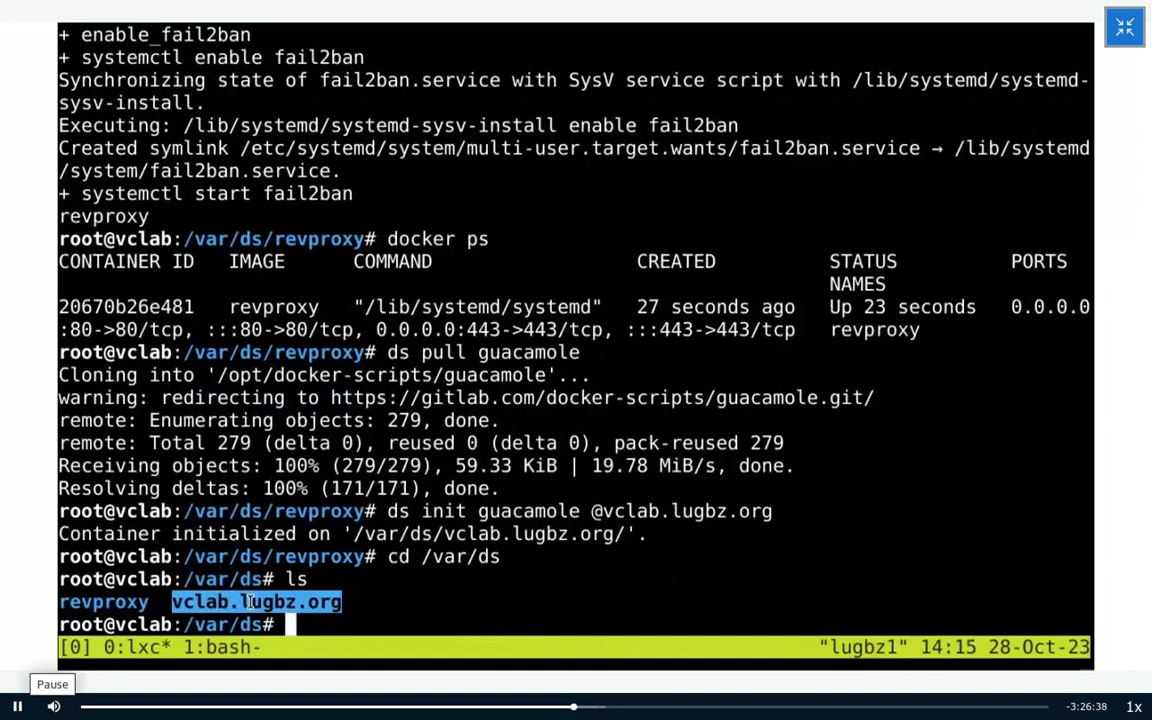 + enable_fail2ban
+ systemctl enable fail2ban
Synchronizing state of fail2ban.service with SysV service script with /lib/systemd/systemd-
sysv-install.
Executing: /lib/systemd/systemd-sysv-install enable fail2ban
Created symlink /etc/systemd/system/multi-user.target.wants/fail2ban.service → /lib/systemd
/system/fail2ban.service.
+ systemctl start fail2ban
revproxy
root@vclab:/var/ds/revproxy# docker ps
CONTAINER ID   IMAGE      COMMAND                  CREATED          STATUS          PORTS
NAMES
20670b26e481   revproxy   "/lib/systemd/systemd"   27 seconds ago   Up 23 seconds   0.0.0.0
:80->80/tcp, :::80->80/tcp, 0.0.0.0:443->443/tcp, :::443->443/tcp   revproxy
root@vclab:/var/ds/revproxy# ds pull guacamole
Cloning into '/opt/docker-scripts/guacamole'...
warning: redirecting to https://gitlab.com/docker-scripts/guacamole.git/
remote: Enumerating objects: 279, done.
remote: Total 279 (delta 0), reused 0 (delta 0), pack-reused 279
Receiving objects: 100% (279/279), 59.33 KiB | 19.78 MiB/s, done.
Resolving deltas: 100% (171/171), done.
root@vclab:/var/ds/revproxy# ds init guacamole @vclab.lugbz.org
Container initialized on '/var/ds/vclab.lugbz.org/'.
root@vclab:/var/ds/revproxy# cd /var/ds
root@vclab:/var/ds# ls
revproxy  vclab.lugbz.org
root@vclab:/var/ds#
[0] 0:lxc* 1:bash-   "lugbz1" 14:15 28-Oct-23
Pause
-3:26:38   1x